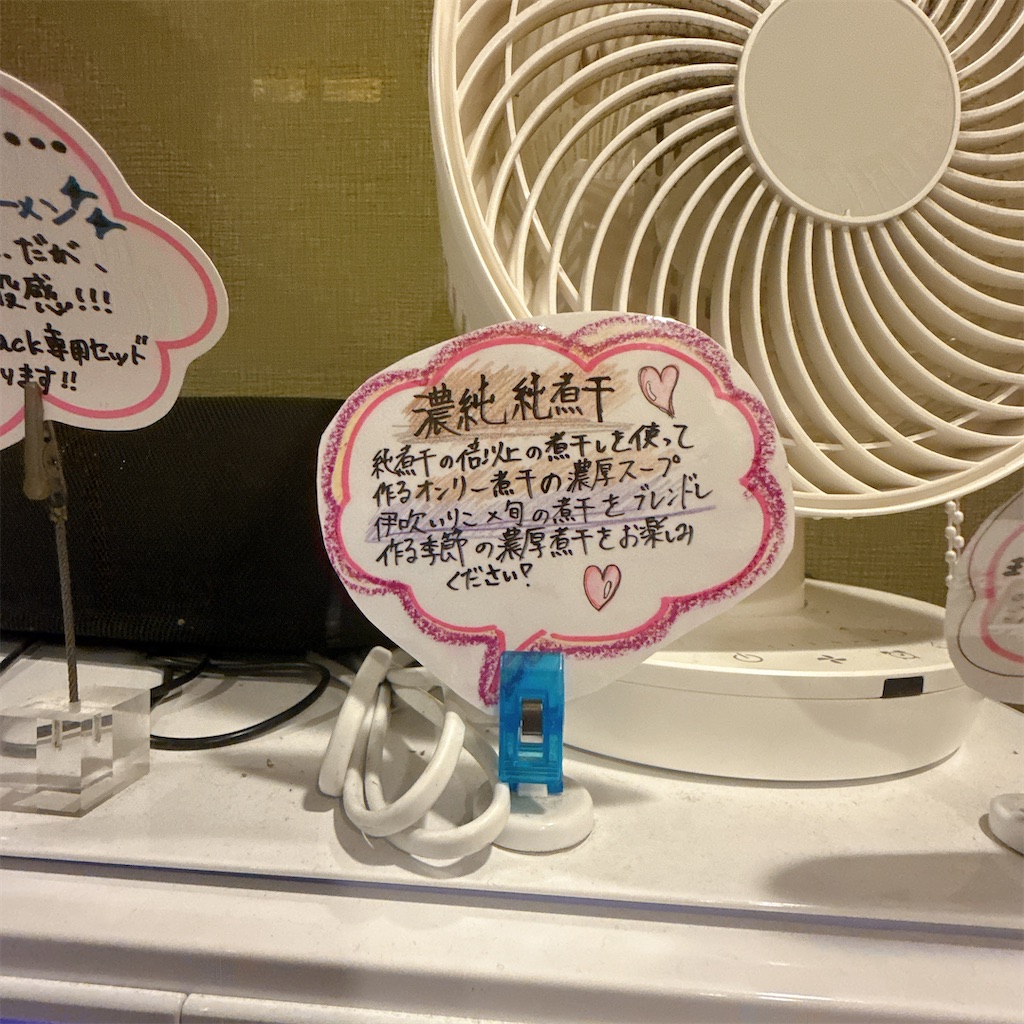 ーメン
だが、
感!!!
ack専用セット
ります!!
濃純 純煮干
純煮干の倍以上の煮干しを使って
作るオンリー煮干の濃厚スープ
伊吹いりこ×旬の煮干をブレンドし
作る季節の濃厚煮干をお楽しみ
ください!